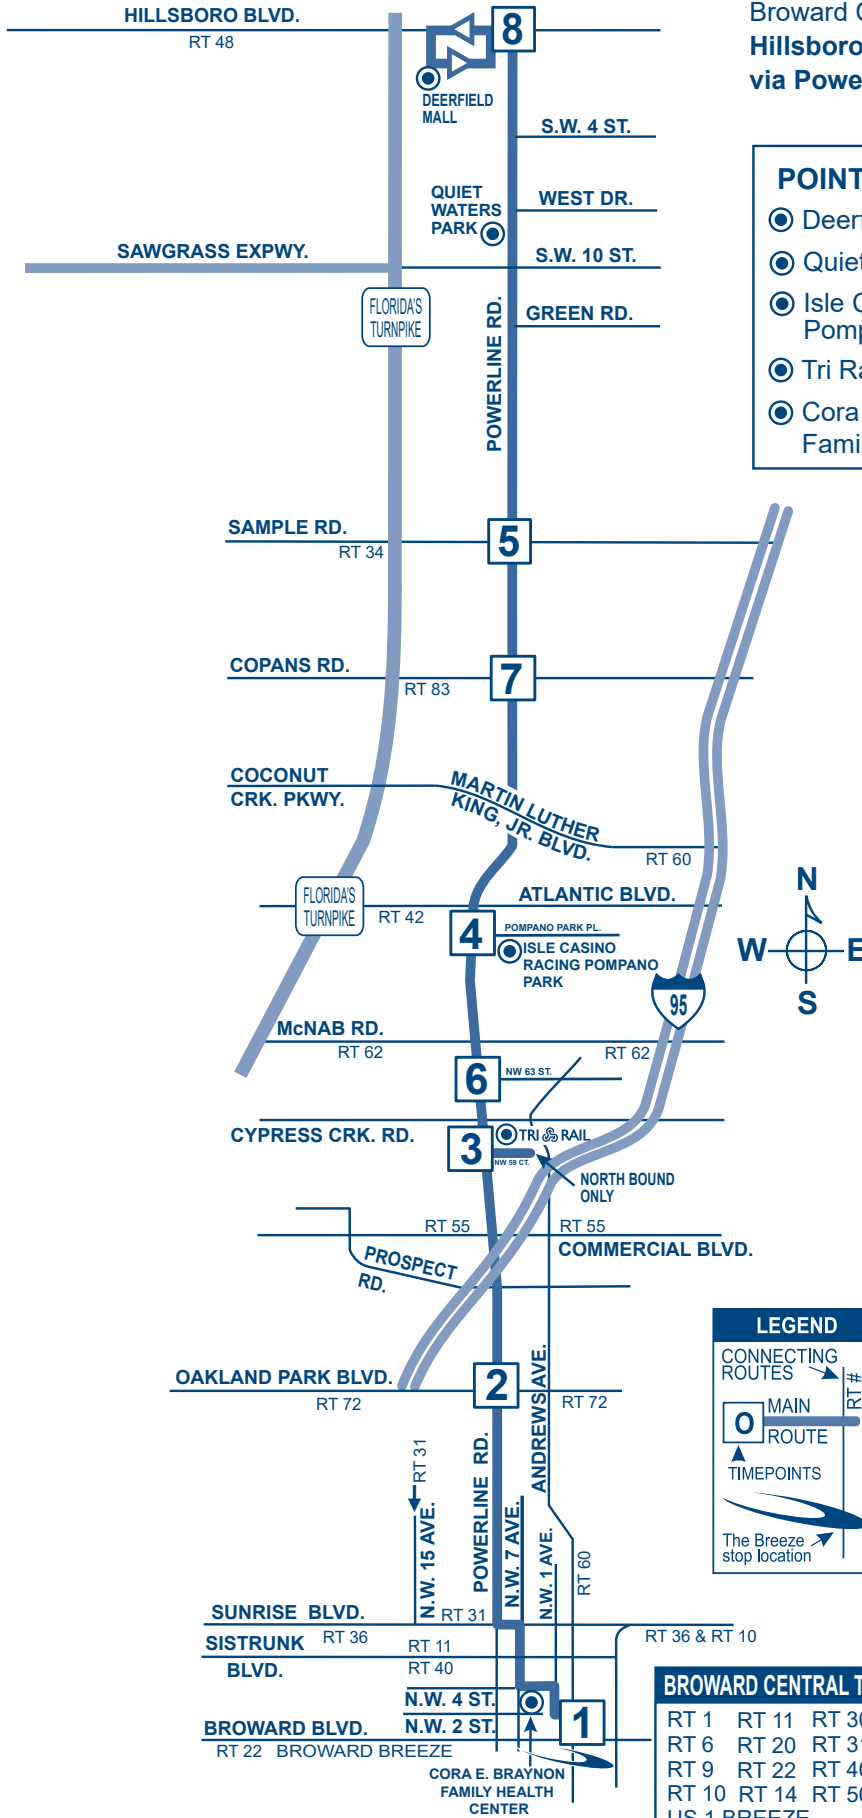 HILLSBORO BLVD.
RT 48
8
Broward
Hillsboro
via
DEERFIELD
MALL
S.W. 4 ST.
POINT
QUIET
WATERS
PARK
WEST DR.
SAWGRASS EXPWY.
S.W. 10 ST.
Quiet
FLORIDA'S
TURNPIKE
GREEN RD.
Isle
POWERLINE RD.
Tri
Cora
SAMPLE RD.
RT 34
5
COPANS RD.
RT 83
7
COCONUT
CRK. PKWY.
MARTIN LUTHER
KING, JR. BLVD.
RT 60
FLORIDA'S
TURNPIKE
ATLANTIC BLVD.
RT 42
4
POMPANO PARK PL.
ISLE CASINO
RACING POMPANO
PARK
N
W E
S
95
McNAB RD.
RT 62
RT 62
6
NW 63 ST.
CYPRESS CRK. RD.
3
TRI RAIL
NW 59 CT.
NORTH BOUND
ONLY
RT 55
RT 55
COMMERCIAL BLVD.
PROSPECT
RD.
OAKLAND PARK BLVD.
RT 72
2
RT 72
ANDREWS AVE.
LEGEND
CONNECTING
ROUTES
RT #
O
MAIN
ROUTE
TIMEPOINTS
The Breeze
stop location
RT 31
N.W. 15 AVE.
POWERLINE RD.
N.W. 7 AVE.
N.W. 1 AVE.
RT 60
SUNRISE BLVD.
RT 31
RT 36
RT 36 & RT 10
SISTRUNK
BLVD.
RT 11
RT 40
N.W. 4 ST.
N.W. 2 ST.
1
BROWARD BLVD.
RT 22 BROWARD BREEZE
CORA E. BRAYNON
FAMILY HEALTH
CENTER
BROWARD CENTRAL
RT 1 RT 11
RT 6 RT 20
RT 9 RT 22
RT 10 RT 14
US 1 BREEZE